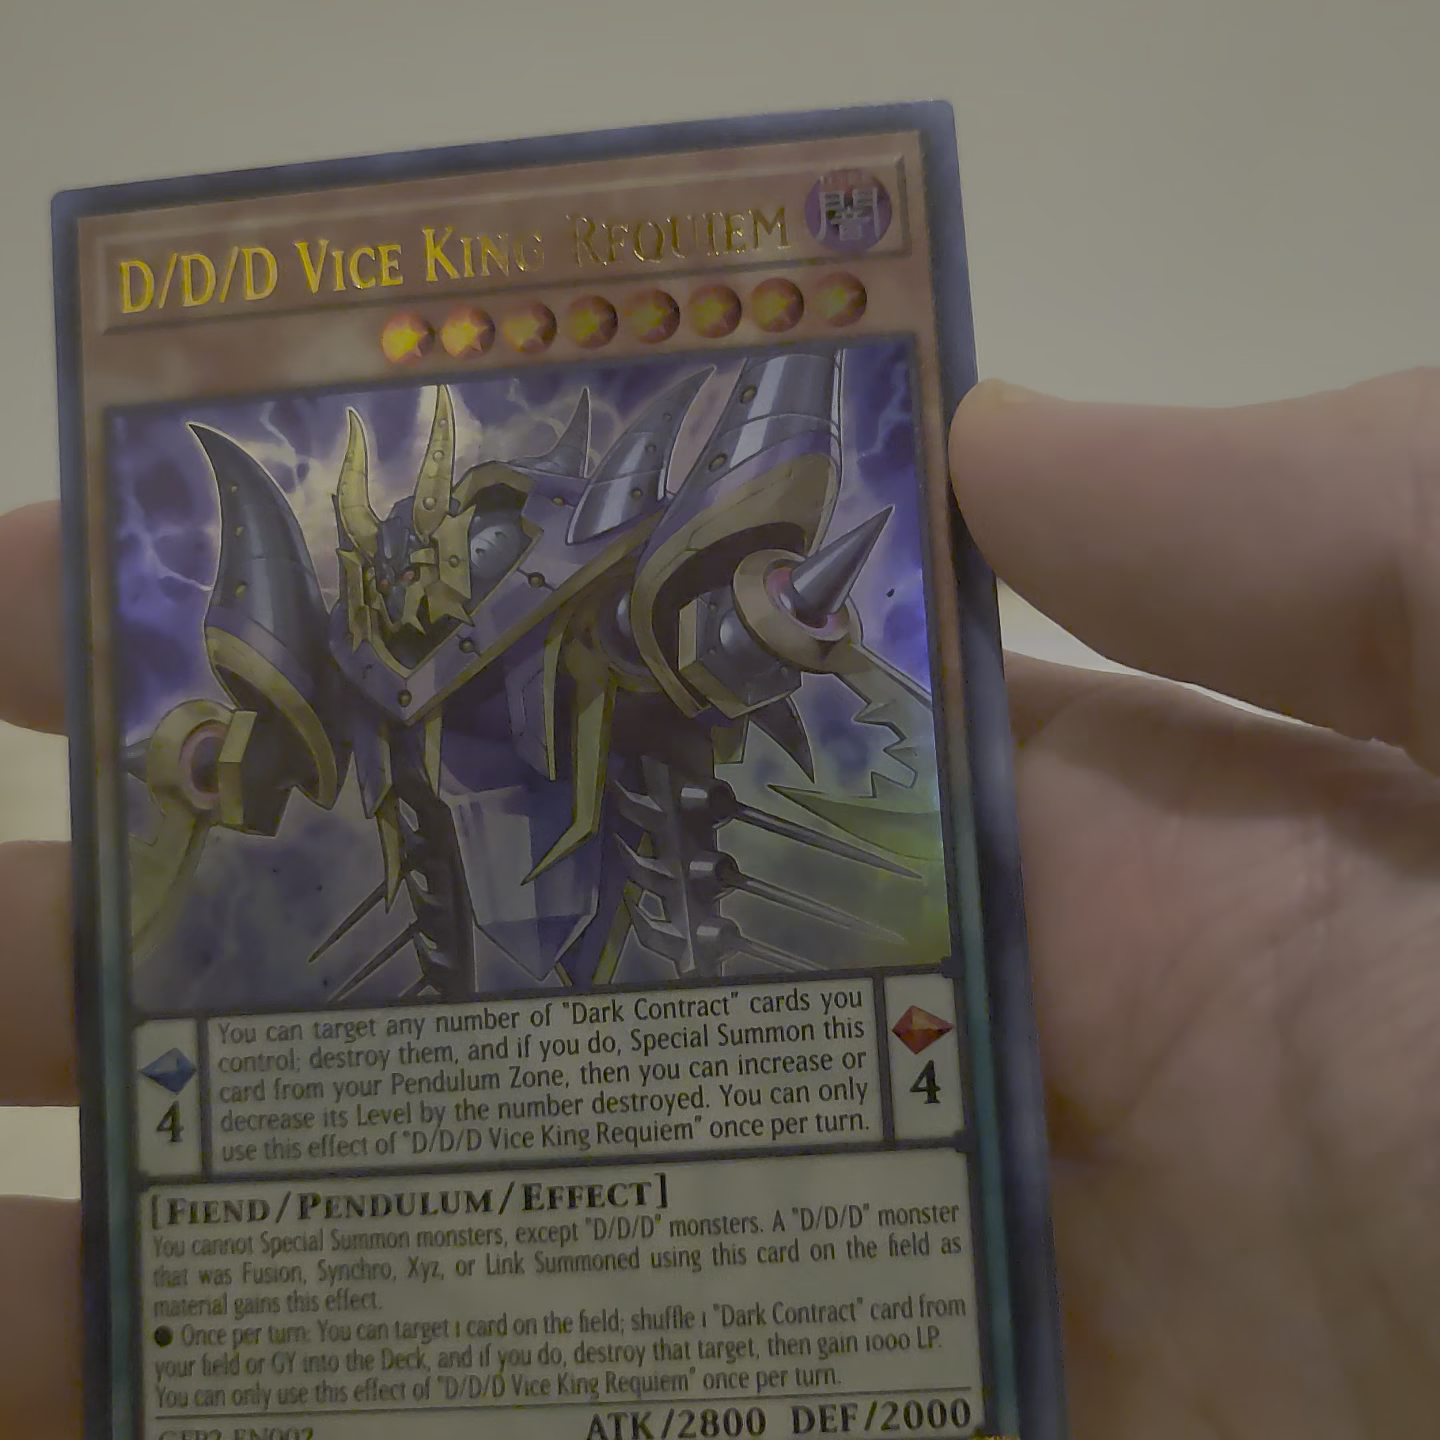 D/D/D Vice King Requiem 闇
You can target any number of "Dark Contract" cards you
control; destroy them, and if you do, Special Summon this
card from your Pendulum Zone, then you can increase or
decrease its Level by the number destroyed. You can only
use this effect of "D/D/D Vice King Requiem" once per turn.
4
4
[Fiend/Pendulum/Effect]
You cannot Special Summon monsters, except "D/D/D" monsters. A "D/D/D" monster
that was Fusion, Synchro, Xyz, or Link Summoned using this card on the field as
material gains this effect.
● Once per turn: You can target 1 card on the field; shuffle 1 "Dark Contract" card from
your field or GY into the Deck, and if you do, destroy that target, then gain 1000 LP.
You can only use this effect of "D/D/D Vice King Requiem" once per turn.
ATK/2800 DEF/2000